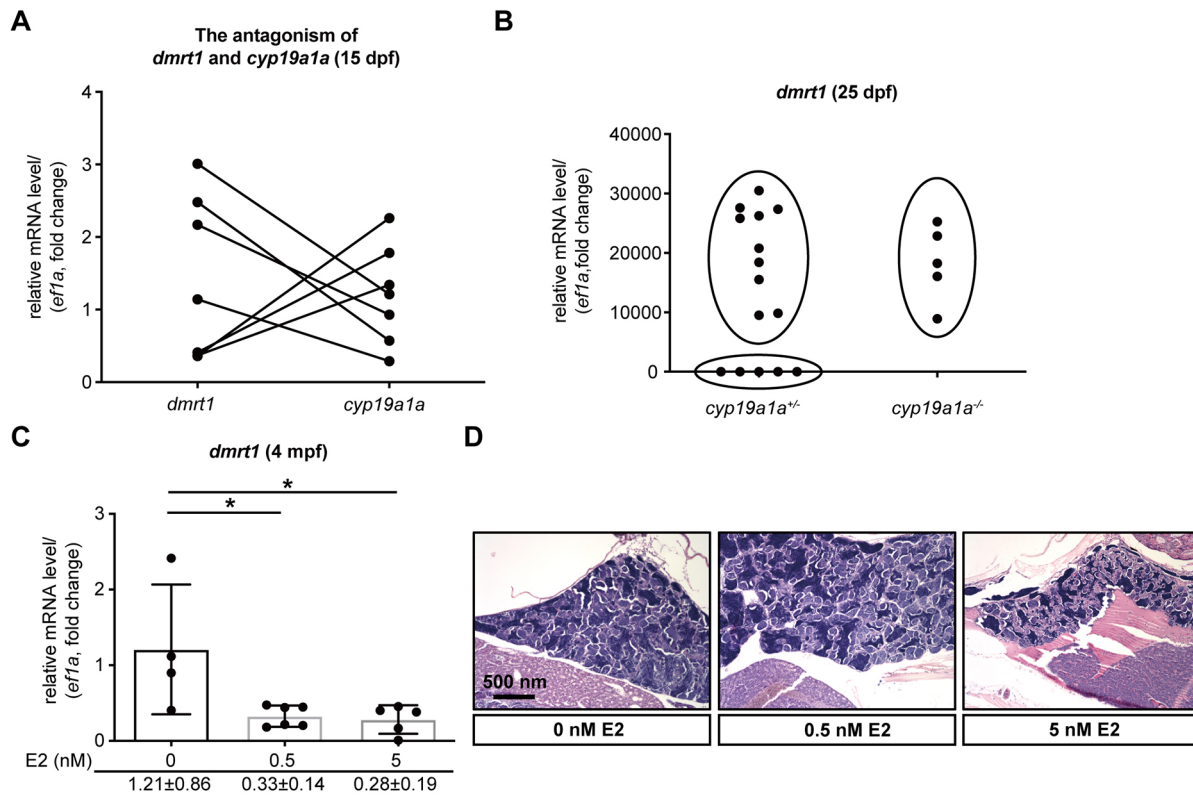 A
The antagonism of
dmrt1 and cyp19a1a (15 dpf)
relative mRNA level/
(ef1a, fold change)
4
3
2
1
0
dmrt1
cyp19a1a
B
dmrt1 (25 dpf)
relative mRNA level/
(ef1a,fold change)
40000
30000
20000
10000
0
cyp19a1a+/-
cyp19a1a-/-
C
dmrt1 (4 mpf)
relative mRNA level/
(ef1a, fold change)
*
*
3
2
1
0
E2 (nM) 0 0.5 5
1.21±0.86 0.33±0.14 0.28±0.19
D
500 nm
0 nM E2
0.5 nM E2
5 nM E2